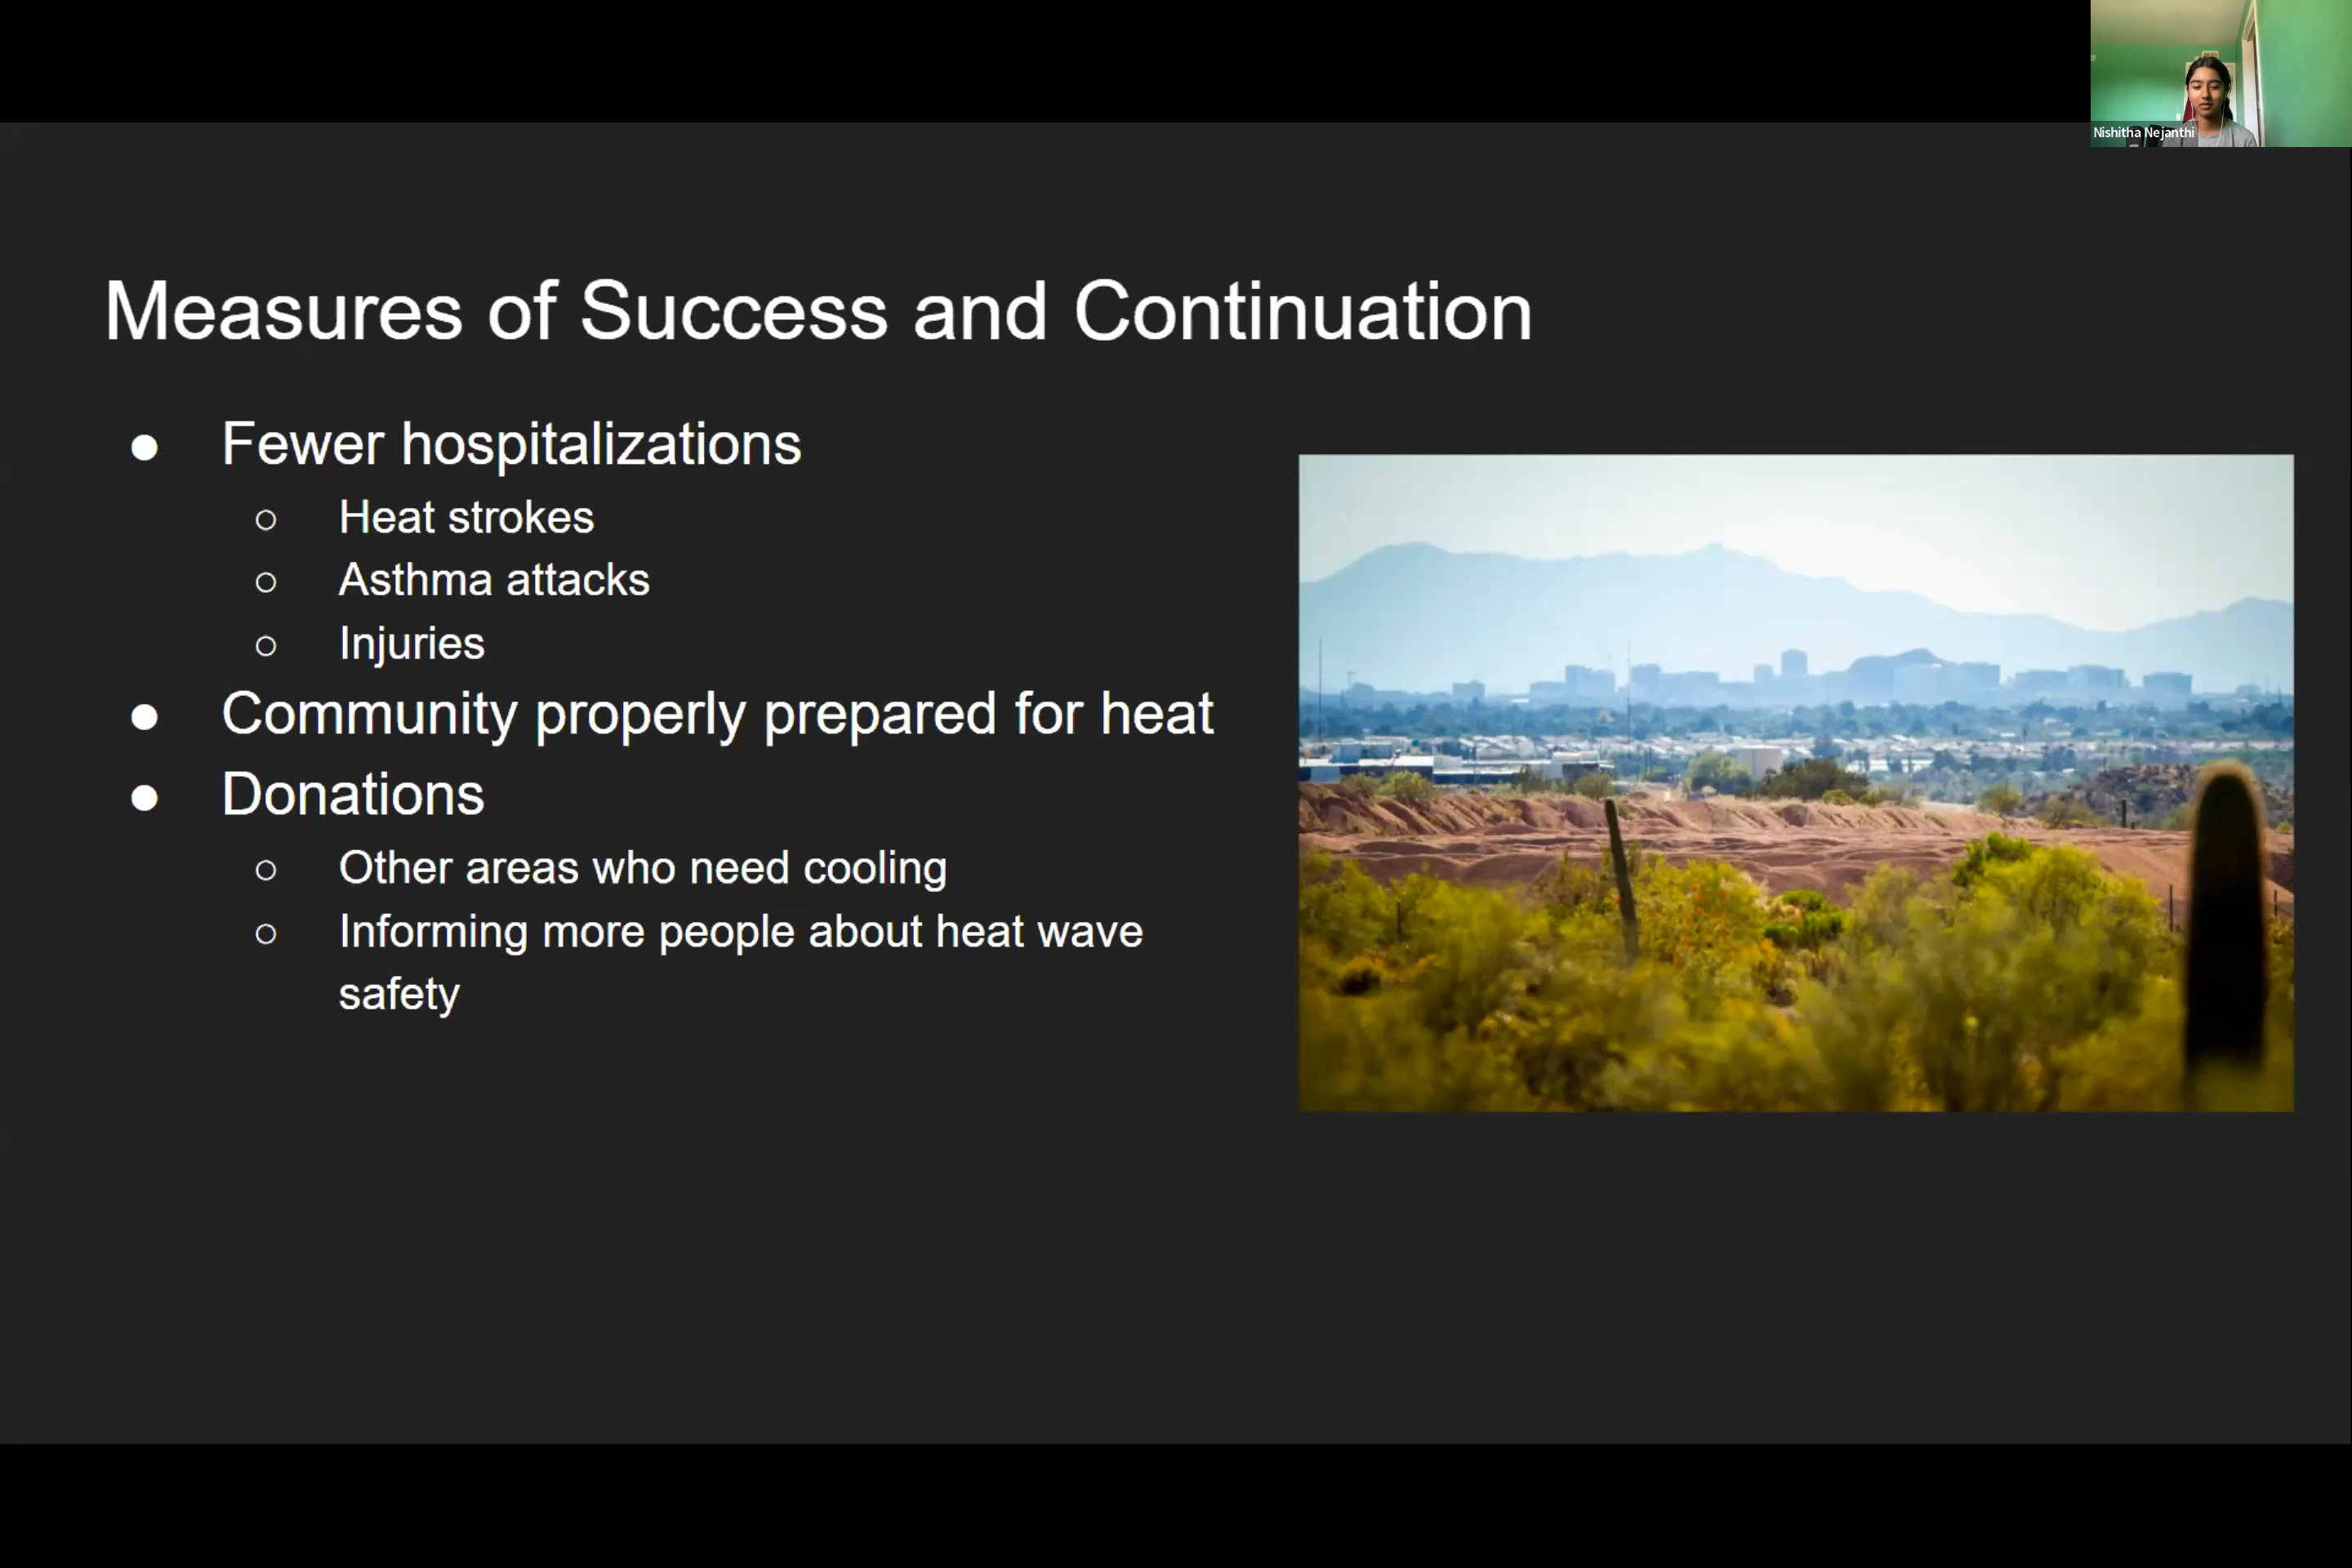 Nishitha Nejanthi
Measures of Success and Continuation
● Fewer hospitalizations
○ Heat strokes
○ Asthma attacks
○ Injuries
● Community properly prepared for heat
● Donations
○ Other areas who need cooling
○ Informing more people about heat wave
safety